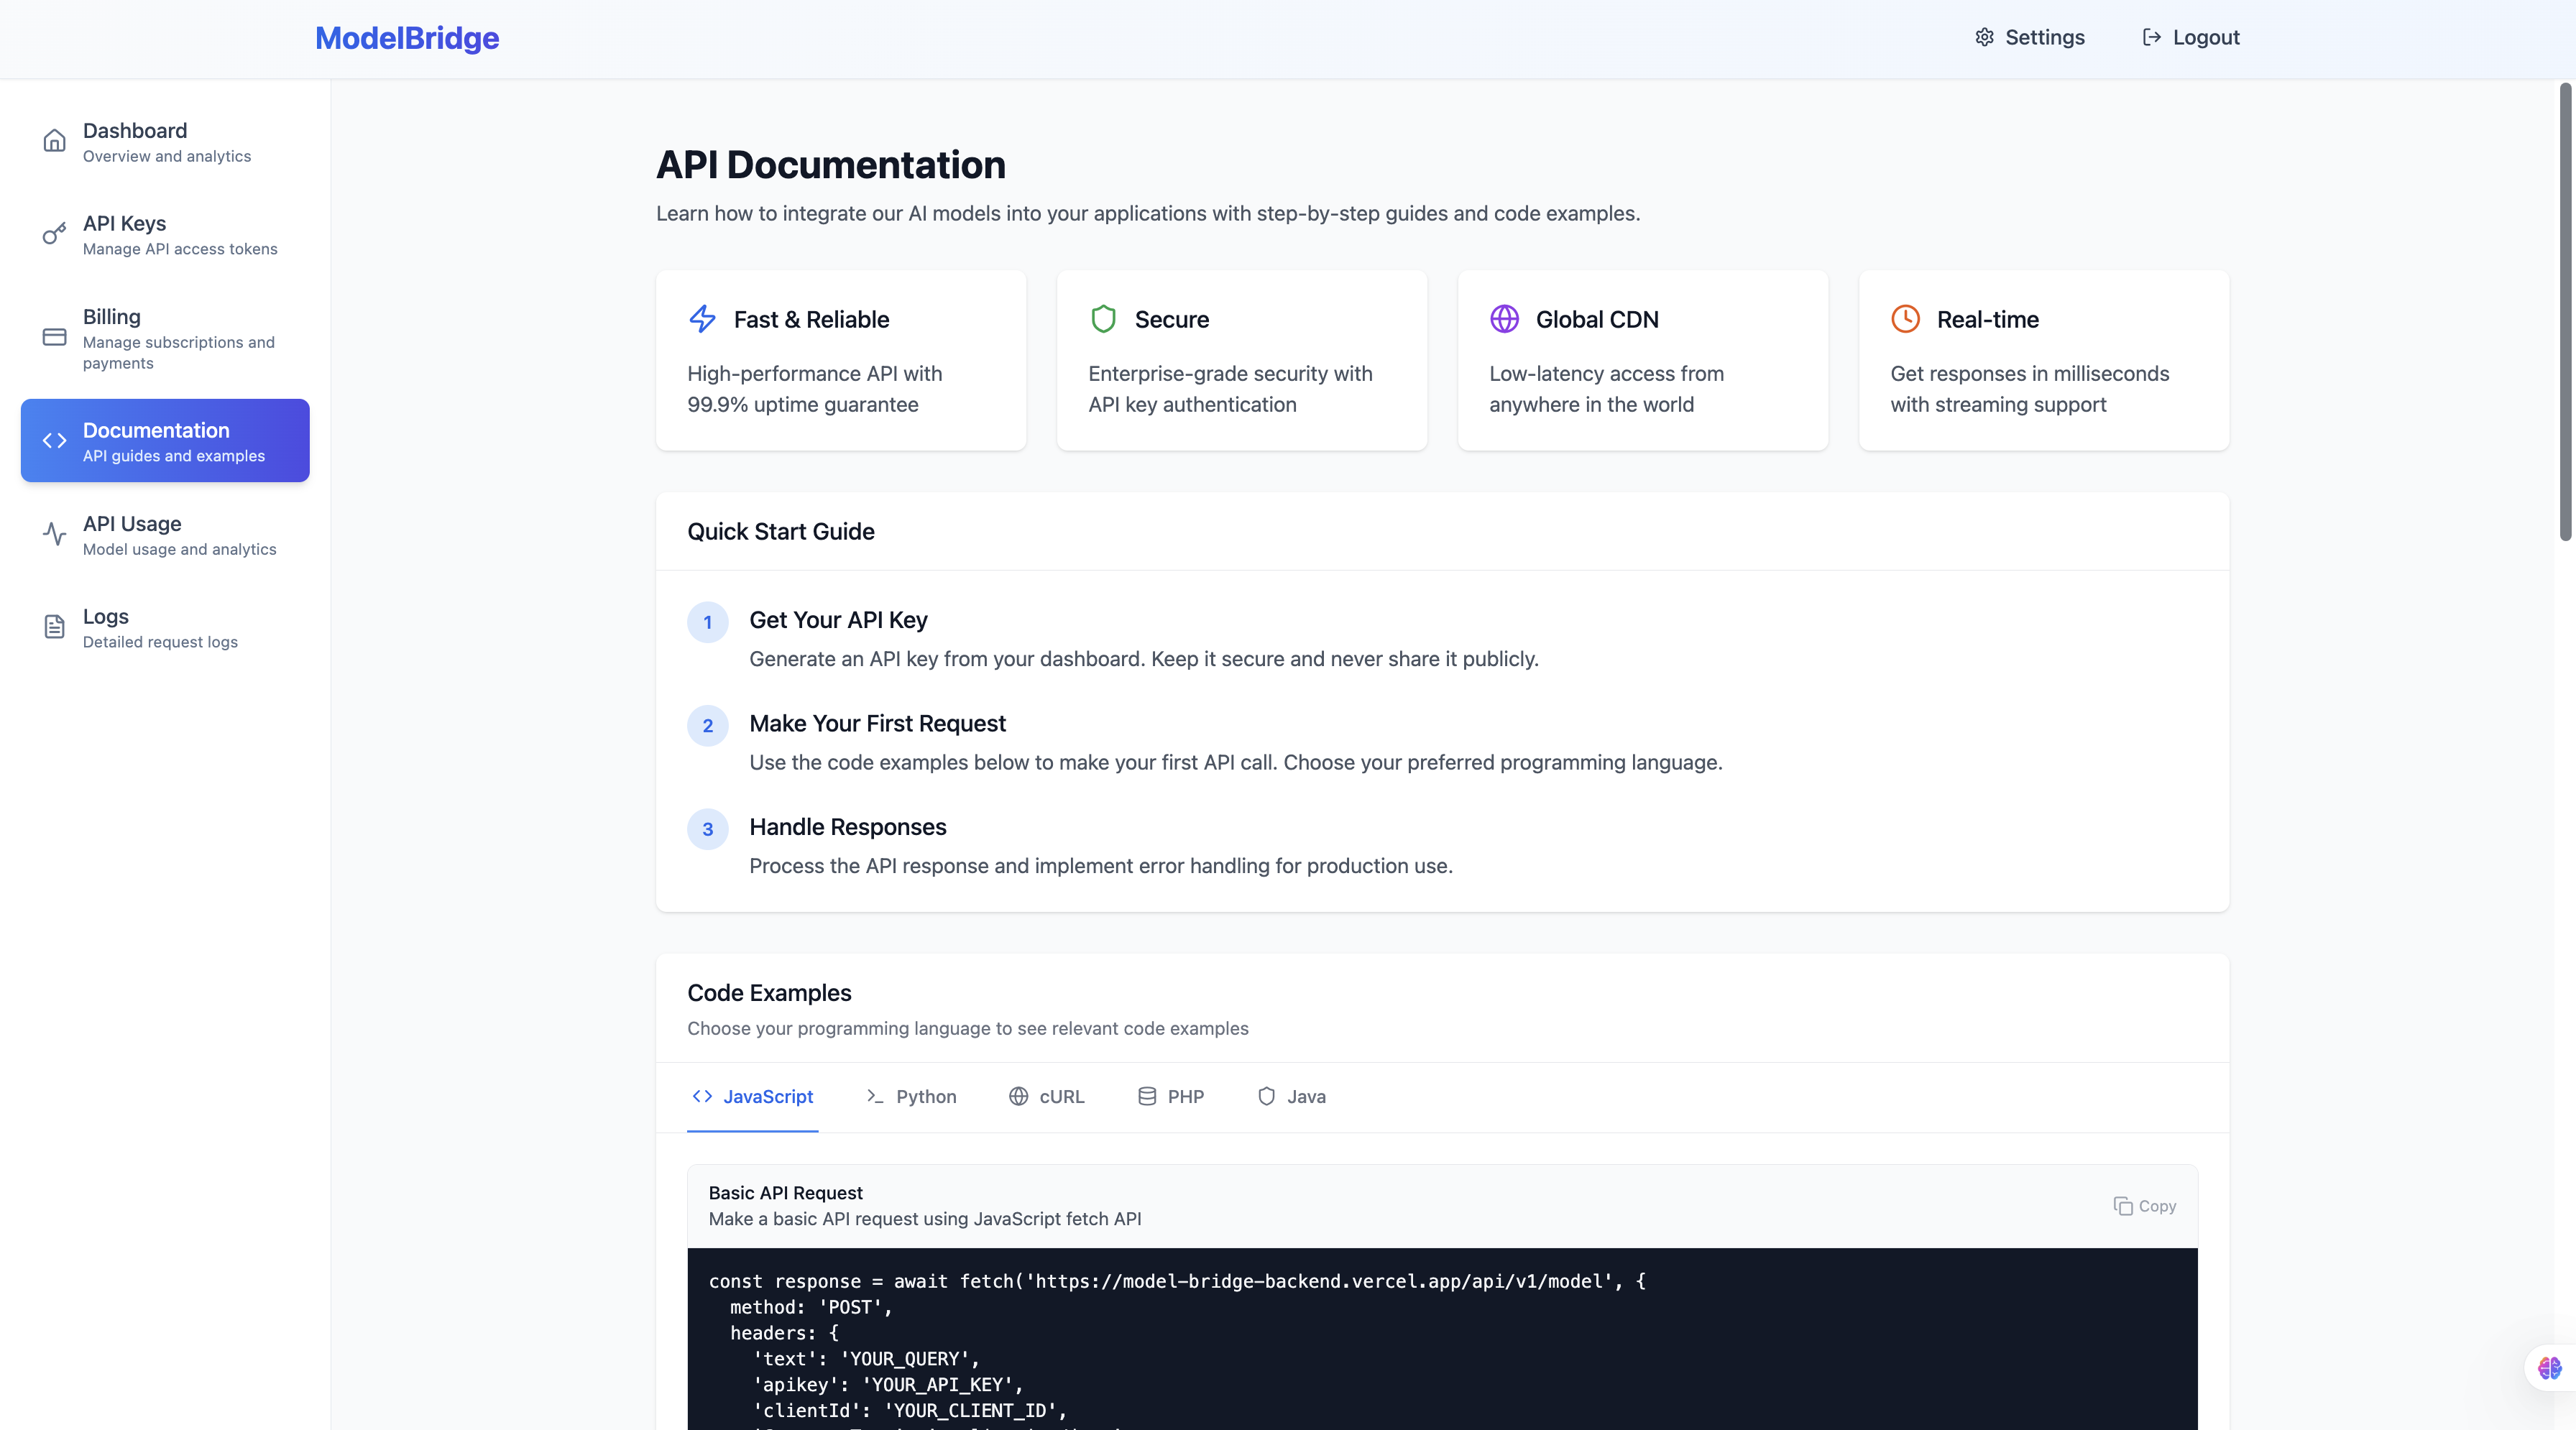 ModelBridge
Settings
Logout
Dashboard
Overview and analytics
API Keys
Manage API access tokens
Billing
Manage subscriptions and
payments
Documentation
API guides and examples
API Usage
Model usage and analytics
Logs
Detailed request logs
API Documentation
Learn how to integrate our AI models into your applications with step-by-step guides and code examples.
Fast & Reliable
High-performance API with
99.9% uptime guarantee
Secure
Enterprise-grade security with
API key authentication
Global CDN
Low-latency access from
anywhere in the world
Real-time
Get responses in milliseconds
with streaming support
Quick Start Guide
1
Get Your API Key
Generate an API key from your dashboard. Keep it secure and never share it publicly.
2
Make Your First Request
Use the code examples below to make your first API call. Choose your preferred programming language.
3
Handle Responses
Process the API response and implement error handling for production use.
Code Examples
Choose your programming language to see relevant code examples
JavaScript
Python
cURL
PHP
Java
Basic API Request
Make a basic API request using JavaScript fetch API
Copy
const response = await fetch('https://model-bridge-backend.vercel.app/api/v1/model', {
method: 'POST',
headers: {
'text': 'YOUR_QUERY',
'apikey': 'YOUR_API_KEY',
'clientId': 'YOUR_CLIENT_ID',